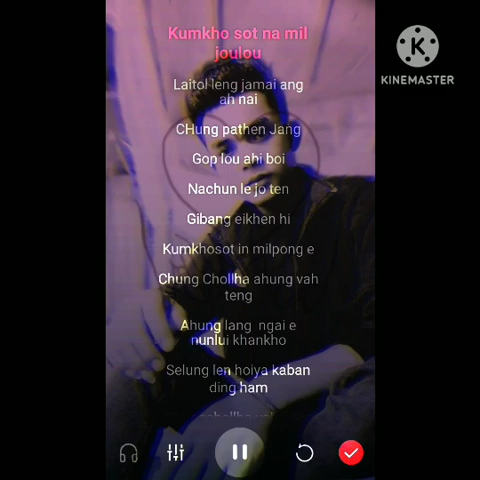 Kumkho sot na mil
joulou
KINEMASTER
Laitol leng jamai ang
ah nai
CHung pathen Jang
Gop lou ahi boi
Nachun le jo ten
Gibang eikhen hi
Kumkhosot in milpong e
Chung Chollha ahung vah
teng
Ahung lang ngai e
nunlui khankho
Selung len hoiya kaban
ding ham